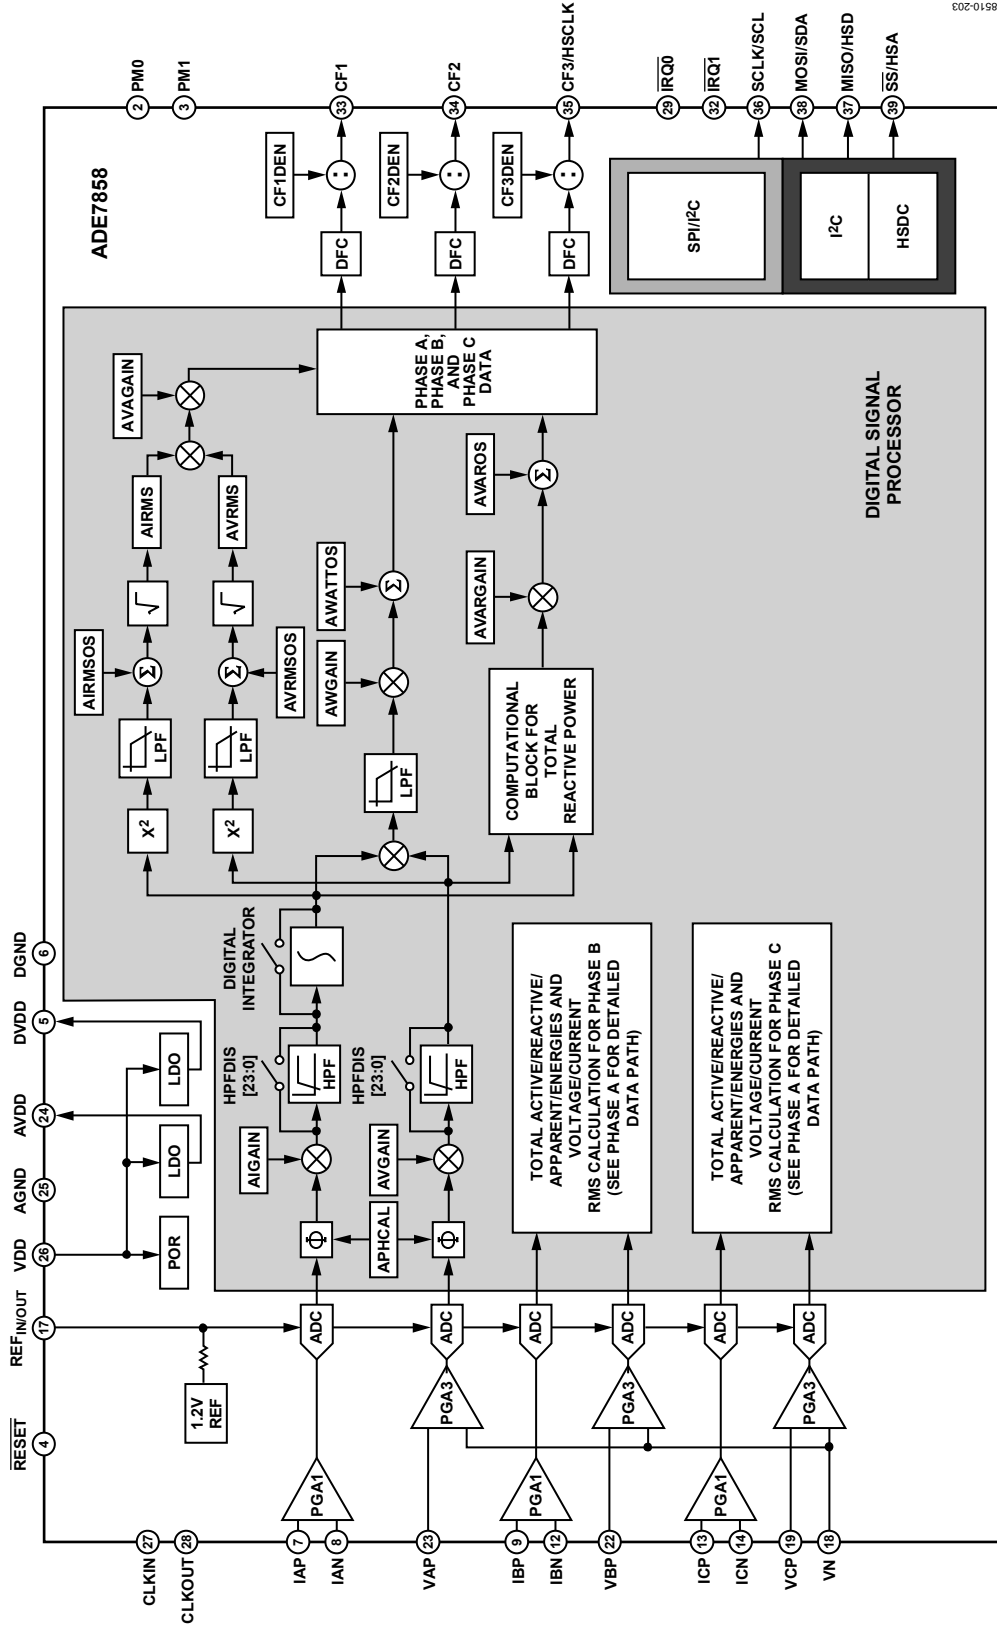 RESET
4
REF IN/OUT
17
VDD
26
AGND
25
AVDD
24
DVDD
5
DGND
6
CLKIN
27
CLKOUT
28
1.2V
REF
POR
LDO
LDO
ADE7858
2 PM0
3 PM1
IAP
7
IAN
8
PGA1
ADC
VAP
23
PGA3
ADC
IBP
9
IBN
12
PGA1
ADC
VBP
22
PGA3
ADC
ICP
13
ICN
14
PGA1
ADC
VCP
19
VN
18
PGA3
ADC
Φ
APHCAL
Φ
AIGAIN
AVGAIN
HPFDIS
[23:0]
HPF
HPFDIS
[23:0]
HPF
DIGITAL
INTEGRATOR
∫
X2
LPF
AIRMSOS
Σ
√
AIRMS
X2
LPF
AVRMSOS
Σ
√
AVRMS
AVAGAIN
LPF
AWGAIN
AWATTOS
Σ
COMPUTATIONAL
BLOCK FOR
TOTAL
REACTIVE POWER
AVARGAIN
AVAROS
Σ
PHASE A,
PHASE B,
AND
PHASE C
DATA
TOTAL ACTIVE/REACTIVE/
APPARENT/ENERGIES AND
VOLTAGE/CURRENT
RMS CALCULATION FOR PHASE B
(SEE PHASE A FOR DETAILED
DATA PATH)
TOTAL ACTIVE/REACTIVE/
APPARENT/ENERGIES AND
VOLTAGE/CURRENT
RMS CALCULATION FOR PHASE C
(SEE PHASE A FOR DETAILED
DATA PATH)
DIGITAL SIGNAL
PROCESSOR
DFC
CF1DEN
:
33 CF1
DFC
CF2DEN
:
34 CF2
DFC
CF3DEN
:
35 CF3/HSCLK
29 IRQ0
32 IRQ1
36 SCLK/SCL
38 MOSI/SDA
37 MISO/HSD
39 SS/HSA
SPI/I2C
I2C
HSDC
8510-203